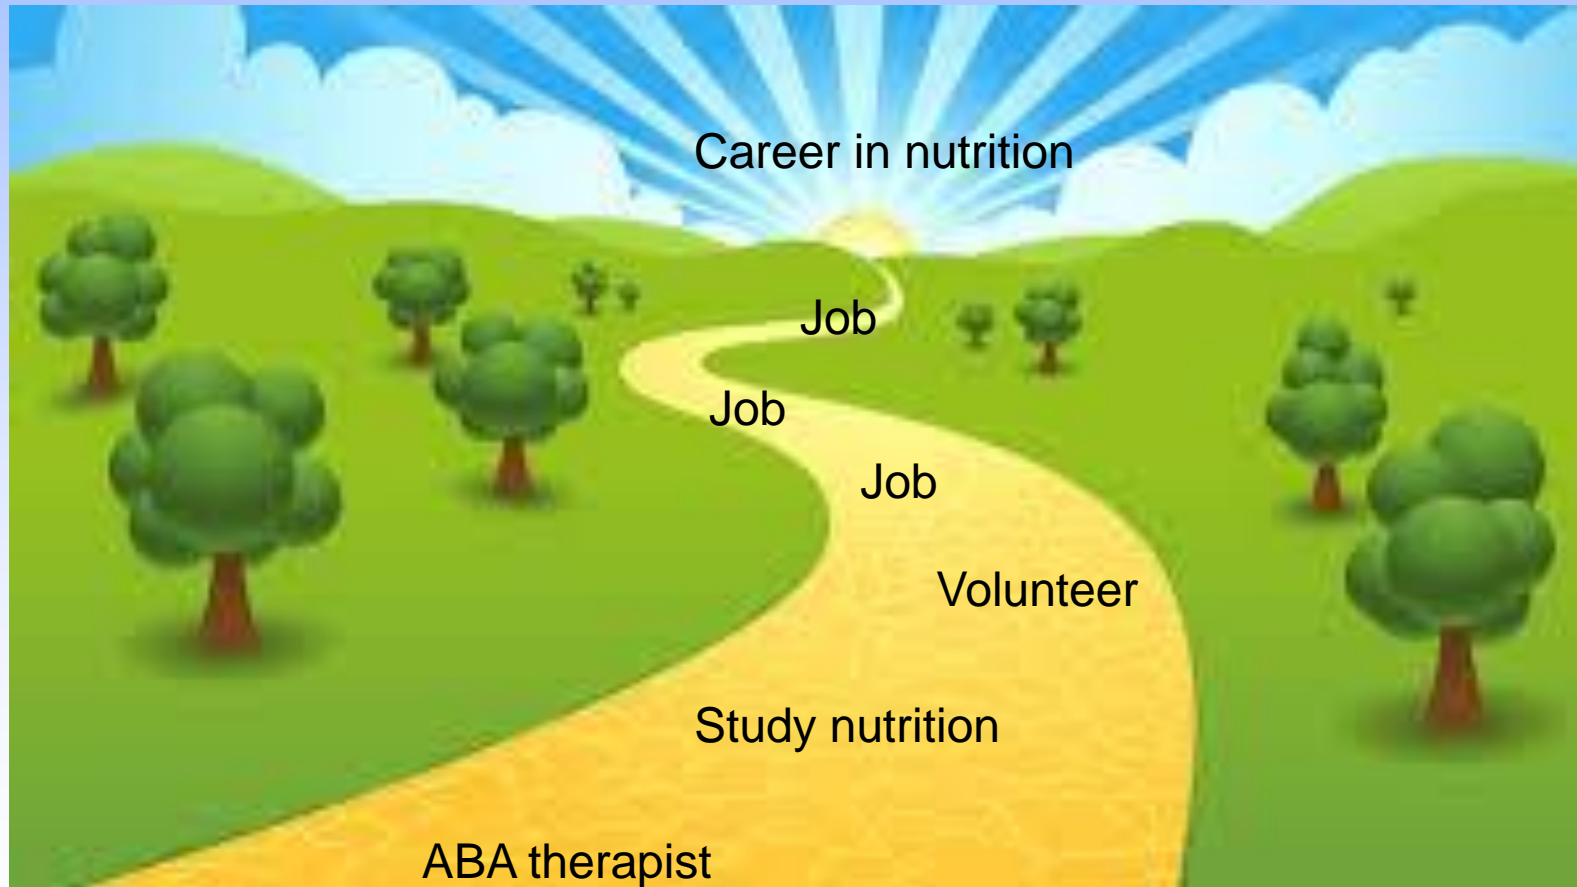 Career in nutrition
Job
Job
Job
Volunteer
Study nutrition
ABA therapist